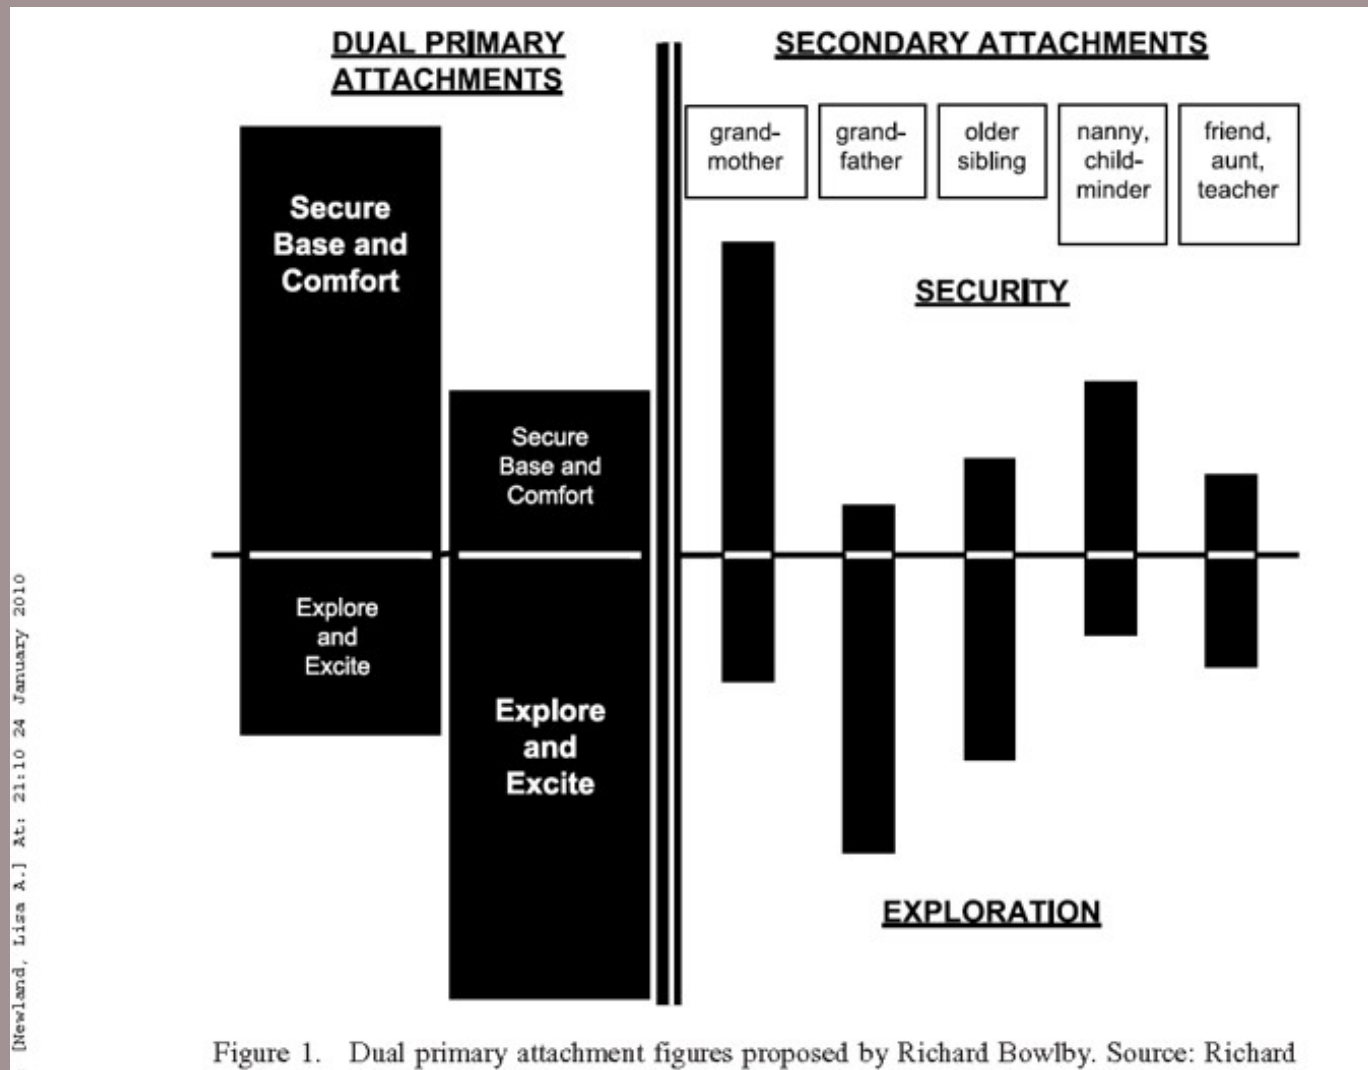 DUAL PRIMARY
ATTACHMENTS
Secure
Base and
Comfort
Explore
and
Excite
Secure
Base and
Comfort
Explore
and
Excite
SECONDARY ATTACHMENTS
grand-
mother
grand-
father
older
sibling
nanny,
child-
minder
friend,
aunt,
teacher
SECURITY
EXPLORATION
Figure 1. Dual primary attachment figures proposed by Richard Bowlby. Source: Richard
[Newland, Lisa A.] At: 21:10 24 January 2010